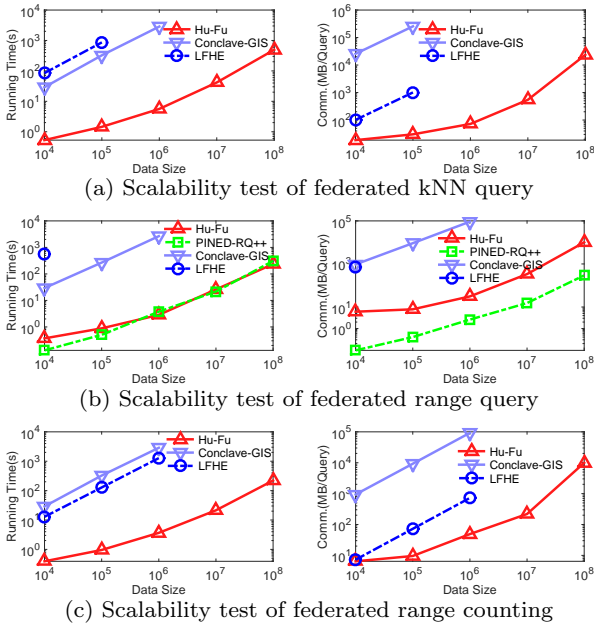 Running Time(s)
10^4
10^3
10^2
10^1
10^0
Hu-Fu
Conclave-GIS
LFHE
10^4 10^5 10^6 10^7 10^8
Data Size
Comm.(MB/Query)
10^5
10^4
10^3
10^2
Hu-Fu
Conclave-GIS
LFHE
10^4 10^5 10^6 10^7 10^8
Data Size
(a) Scalability test of federated kNN query
Running Time(s)
10^4
10^3
10^2
10^1
10^0
Hu-Fu
PINED-RQ++
Conclave-GIS
LFHE
10^4 10^5 10^6 10^7 10^8
Data Size
Comm.(MB/Query)
10^5
10^3
10^1
10^-1
Hu-Fu
PINED-RQ++
Conclave-GIS
LFHE
10^4 10^5 10^6 10^7 10^8
Data Size
(b) Scalability test of federated range query
Running Time(s)
10^4
10^3
10^2
10^1
10^0
Hu-Fu
Conclave-GIS
LFHE
10^4 10^5 10^6 10^7 10^8
Data Size
Comm.(MB/Query)
10^5
10^4
10^3
10^2
10^1
Hu-Fu
Conclave-GIS
LFHE
10^4 10^5 10^6 10^7 10^8
Data Size
(c) Scalability test of federated range counting